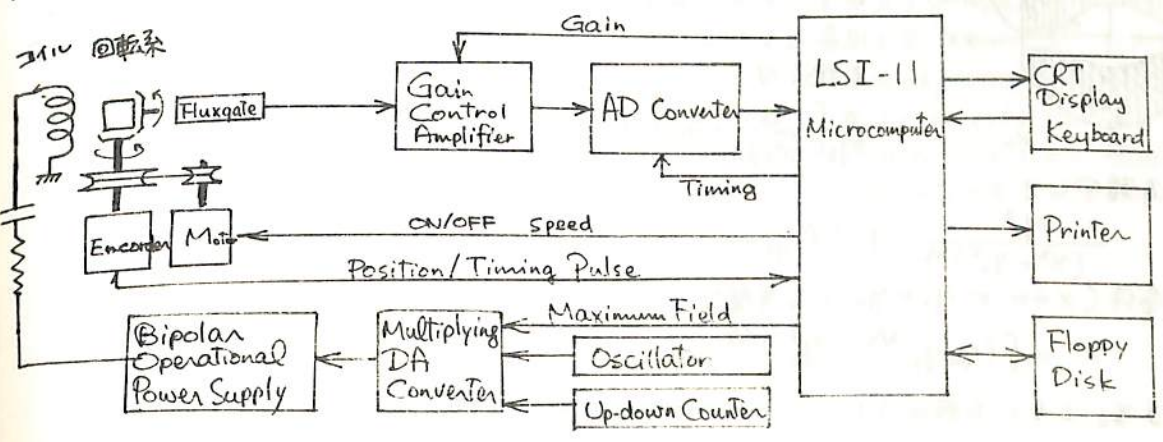 コイル 回転系
Fluxgate
Gain
Gain
Control
Amplifier
AD Converter
Timing
LSI-11
Microcomputer
CRT
Display
Keyboard
Encorder
Motor
ON/OFF speed
Position/Timing Pulse
Printer
Bipolar
Operational
Power Supply
Multiplying
DA
Converter
Maximum Field
Oscillator
Up-down Counter
Floppy
Disk